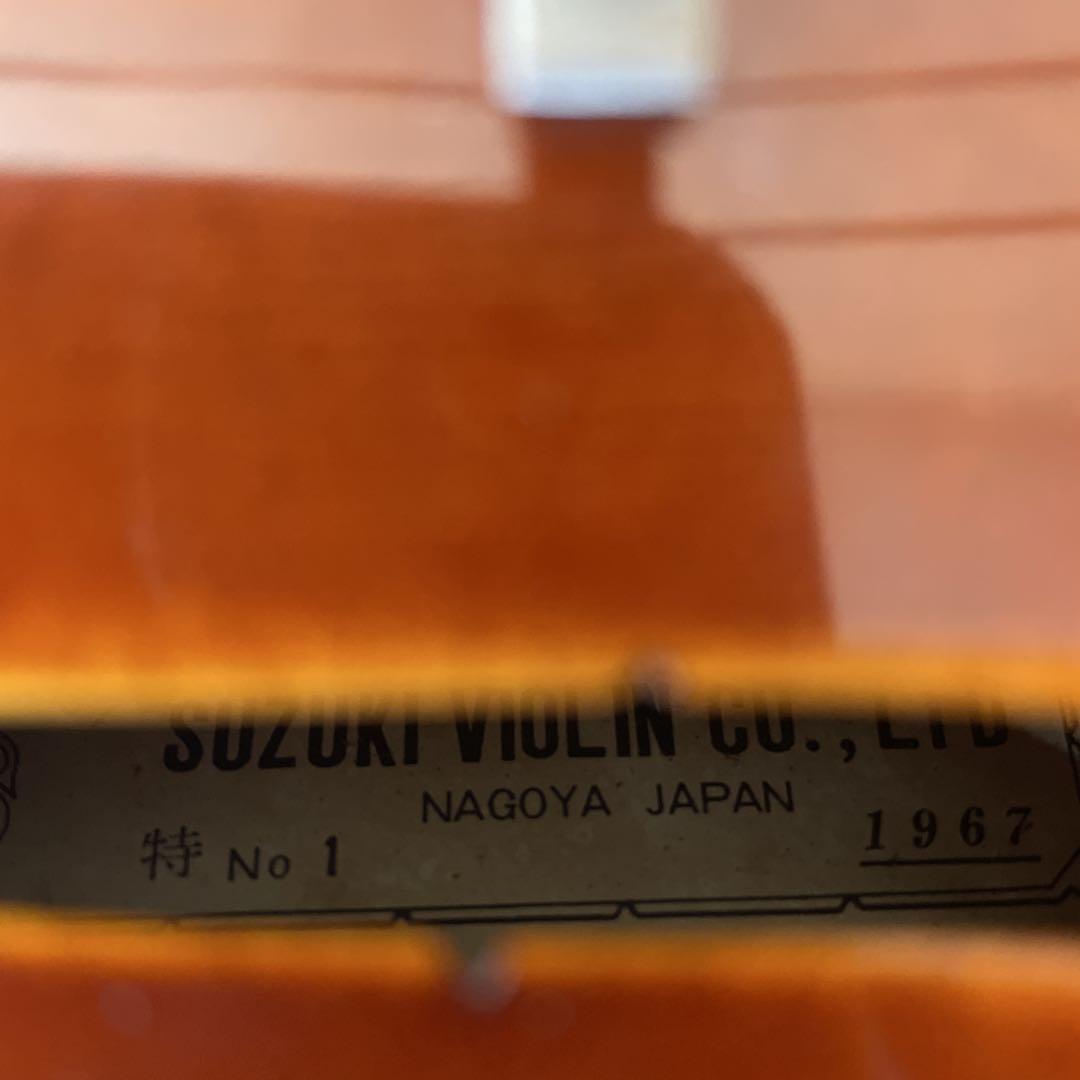 SUZUKI VIOLIN CO., LTD
NAGOYA JAPAN
特 No 1
1967